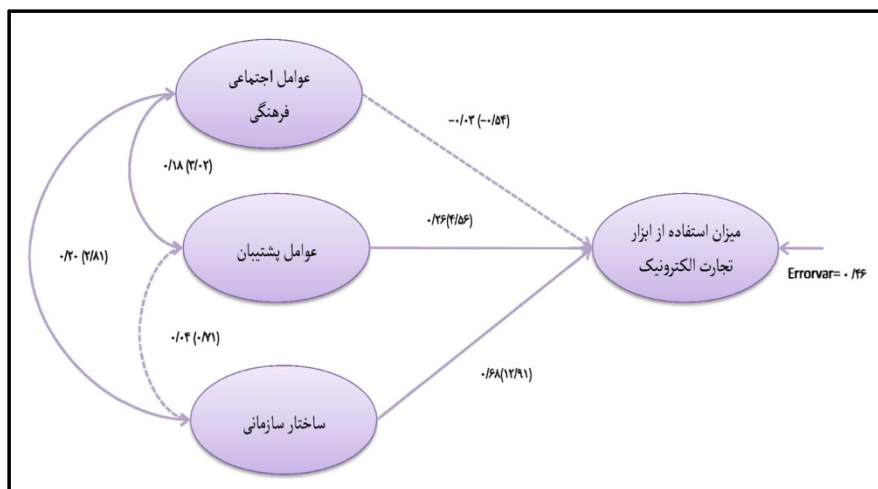 عوامل اجتماعی
فرهنگی
-۰/۰۳ (-۰/۵۴)
۰/۱۸ (۳/۰۲)
۰/۲۶(۴/۵۶)
عوامل پشتیبان
میزان استفاده از ابزار
تجارت الکترونیک
Errorvar= ۰/۴۶
۰/۲۰ (۲/۸۱)
۰/۰۴ (۰/۷۱)
۰/۶۸(۱۲/۹۱)
ساختار سازمانی